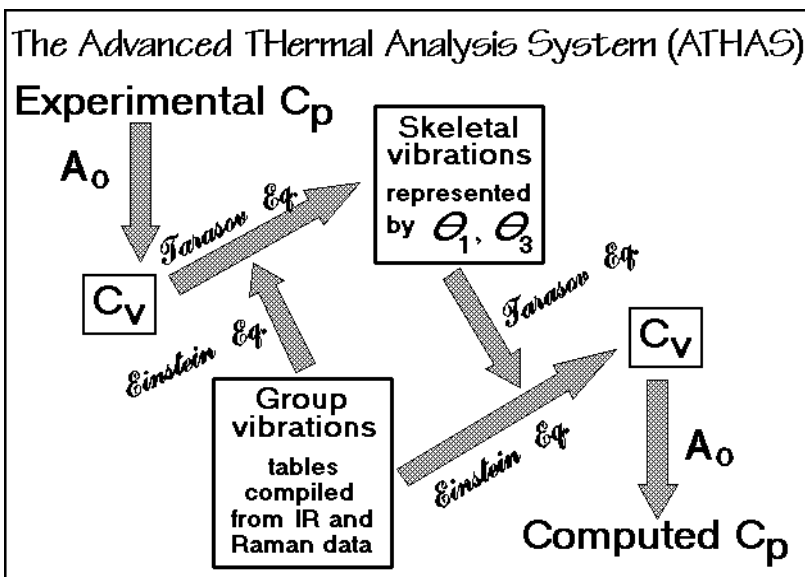 The Advanced THermal Analysis System (ATHAS)
Experimental Cp
A0
Tarasov Eq.
Cv
Einstein Eq.
Skeletal
vibrations
represented
by Θ1, Θ3
Tarasov Eq.
Group
vibrations
tables
compiled
from IR and
Raman data
Einstein Eq.
Cv
A0
Computed Cp